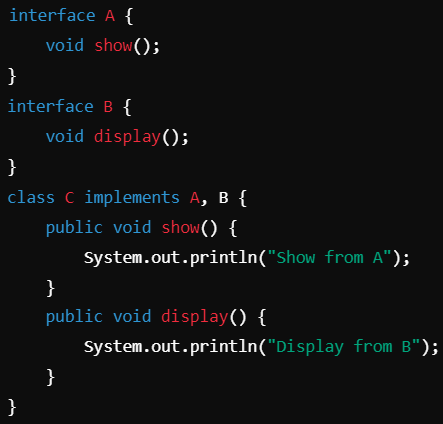 interface A {
    void show();
}
interface B {
    void display();
}
class C implements A, B {
    public void show() {
        System.out.println("Show from A");
    }
    public void display() {
        System.out.println("Display from B");
    }
}